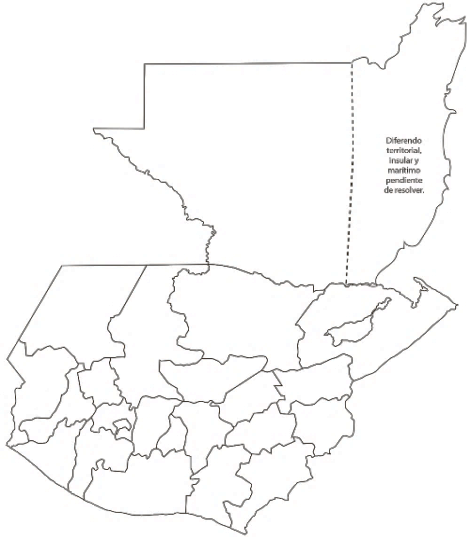 Diferendo
territorial,
insular y
marítimo
pendiente
de resolver.